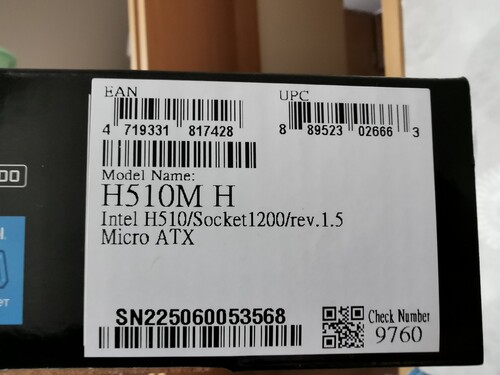 EAN
UPC
4 719331 817428
8 89523 02666 3
Model Name:
H510M H
Intel H510/Socket1200/rev.1.5
Micro ATX
SN225060053568
Check Number
9760